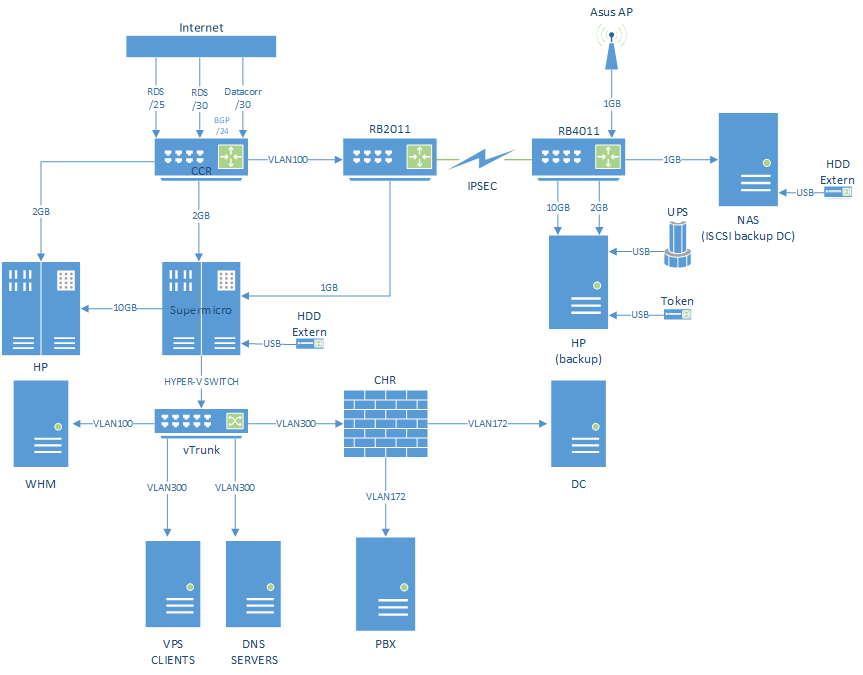 Internet
Asus AP
RDS
/25
RDS
/30
Datacorr
/30
BGP
/24
1GB
RB2011
RB4011
CCR
VLAN100
IPSEC
1GB
HDD
Extern
USB
NAS
(ISCSI backup DC)
2GB
2GB
10GB
2GB
UPS
USB
1GB
10GB
Supermicro
HDD
Extern
USB
Token
USB
HP
HP
(backup)
HYPER-V SWITCH
CHR
VLAN100
VLAN300
VLAN172
vTrunk
WHM
DC
VLAN300
VLAN300
VLAN172
VPS
CLIENTS
DNS
SERVERS
PBX